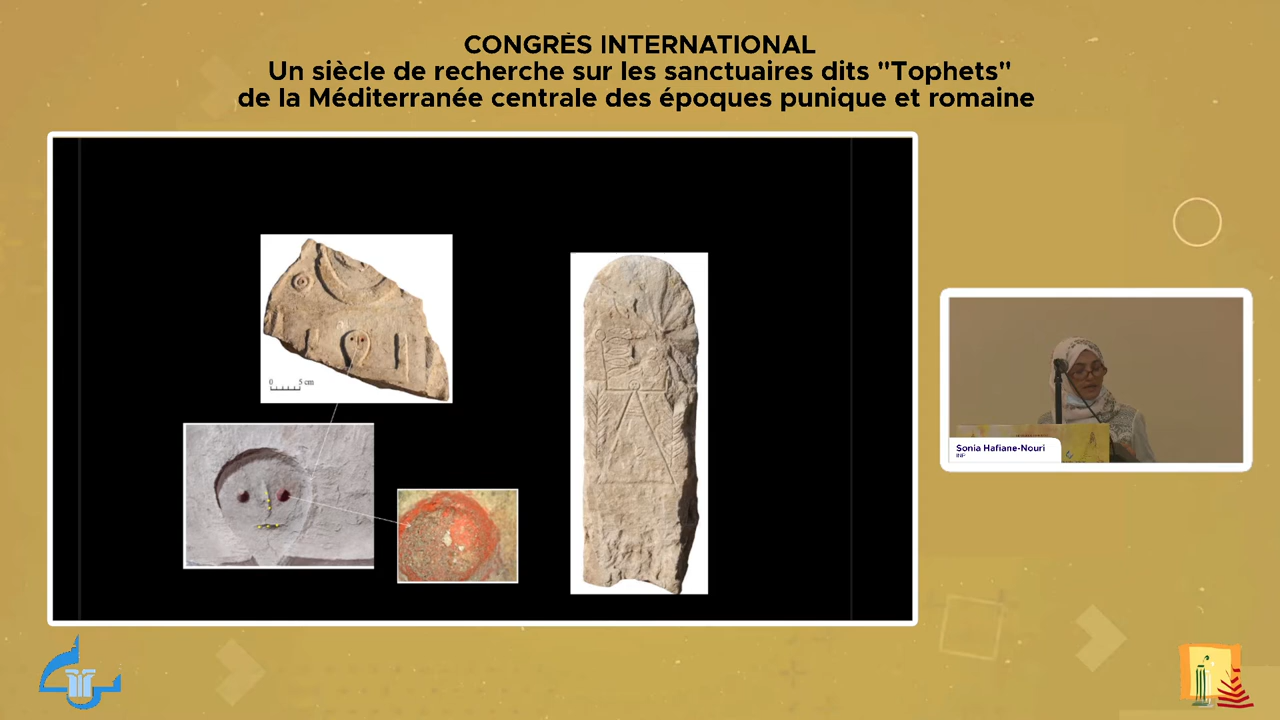 CONGRÈS INTERNATIONAL
Un siècle de recherche sur les sanctuaires dits "Tophets"
de la Méditerranée centrale des époques punique et romaine
0 5 cm
Sonia Hafiane-Nouri
INP